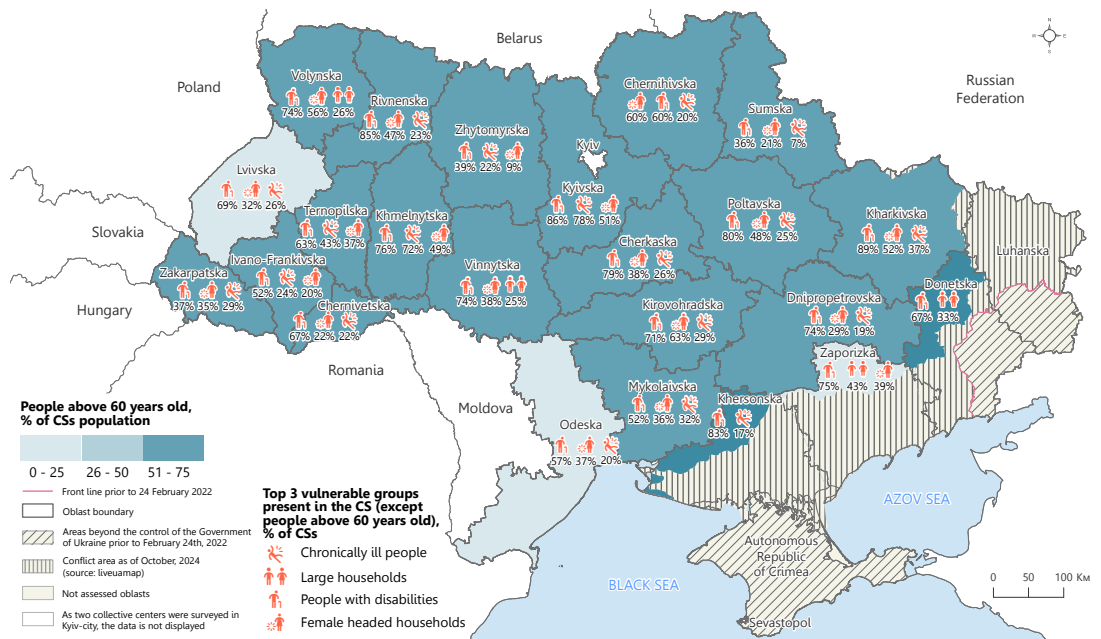 Belarus
N
W E
S
Poland
Russian
Federation
Volynska
74% 56% 26%
Rivnenska
85% 47% 23%
Zhytomyrska
39% 22% 9%
Chernihivska
60% 60% 20%
Sumska
36% 21% 7%
Kyiv
Lvivska
69% 32% 26%
Kyivska
86% 78% 51%
Ternopilska
63% 43% 37%
Khmelnytska
76% 72% 49%
Poltavska
80% 48% 25%
Kharkivska
89% 52% 37%
Slovakia
Cherkaska
79% 38% 26%
Luhanska
Ivano-Frankivska
52% 24% 20%
Zakarpatska
37% 35% 29%
Vinnytska
74% 38% 25%
Donetska
67% 33%
Hungary
Chernivetska
67% 22% 22%
Kirovohradska
71% 63% 29%
Dnipropetrovska
74% 29% 19%
Zaporizka
75% 43% 39%
Romania
Mykolaivska
52% 36% 32%
Khersonska
83% 17%
Moldova
Odeska
57% 37% 20%
AZOV SEA
Autonomous
Republic
of Crimea
BLACK SEA
Sevastopol
0 50 100 Км
People above 60 years old,
% of CSs population
0 - 25 26 - 50 51 - 75
Front line prior to 24 February 2022
Oblast boundary
Areas beyond the control of the Government
of Ukraine prior to February 24th, 2022
Conflict area as of October, 2024
(source: liveuamap)
Not assessed oblasts
As two collective centers were surveyed in
Kyiv-city, the data is not displayed
Top 3 vulnerable groups
present in the CS (except
people above 60 years old),
% of CSs
Chronically ill people
Large households
People with disabilities
Female headed households